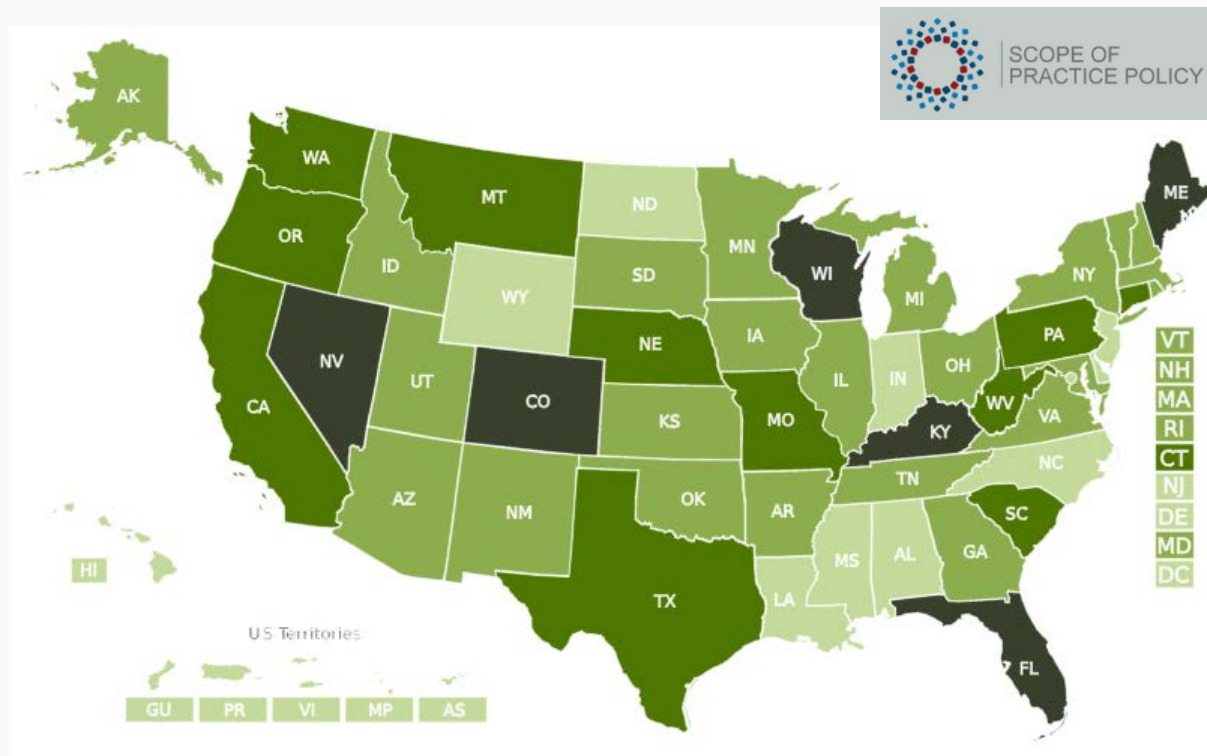 SCOPE OF
PRACTICE POLICY
AK
WA
MT
ND
ME
OR
MN
ID
SD
WI
NY
WY
MI
IA
PA
NE
NV
OH
IL
IN
UT
CO
WV
CA
VA
KS
MO
KY
NC
TN
AZ
OK
NM
AR
SC
MS
AL
GA
LA
TX
FL
HI
VT
NH
MA
RI
CT
NJ
DE
MD
DC
US Territories
GU PR VI MP AS